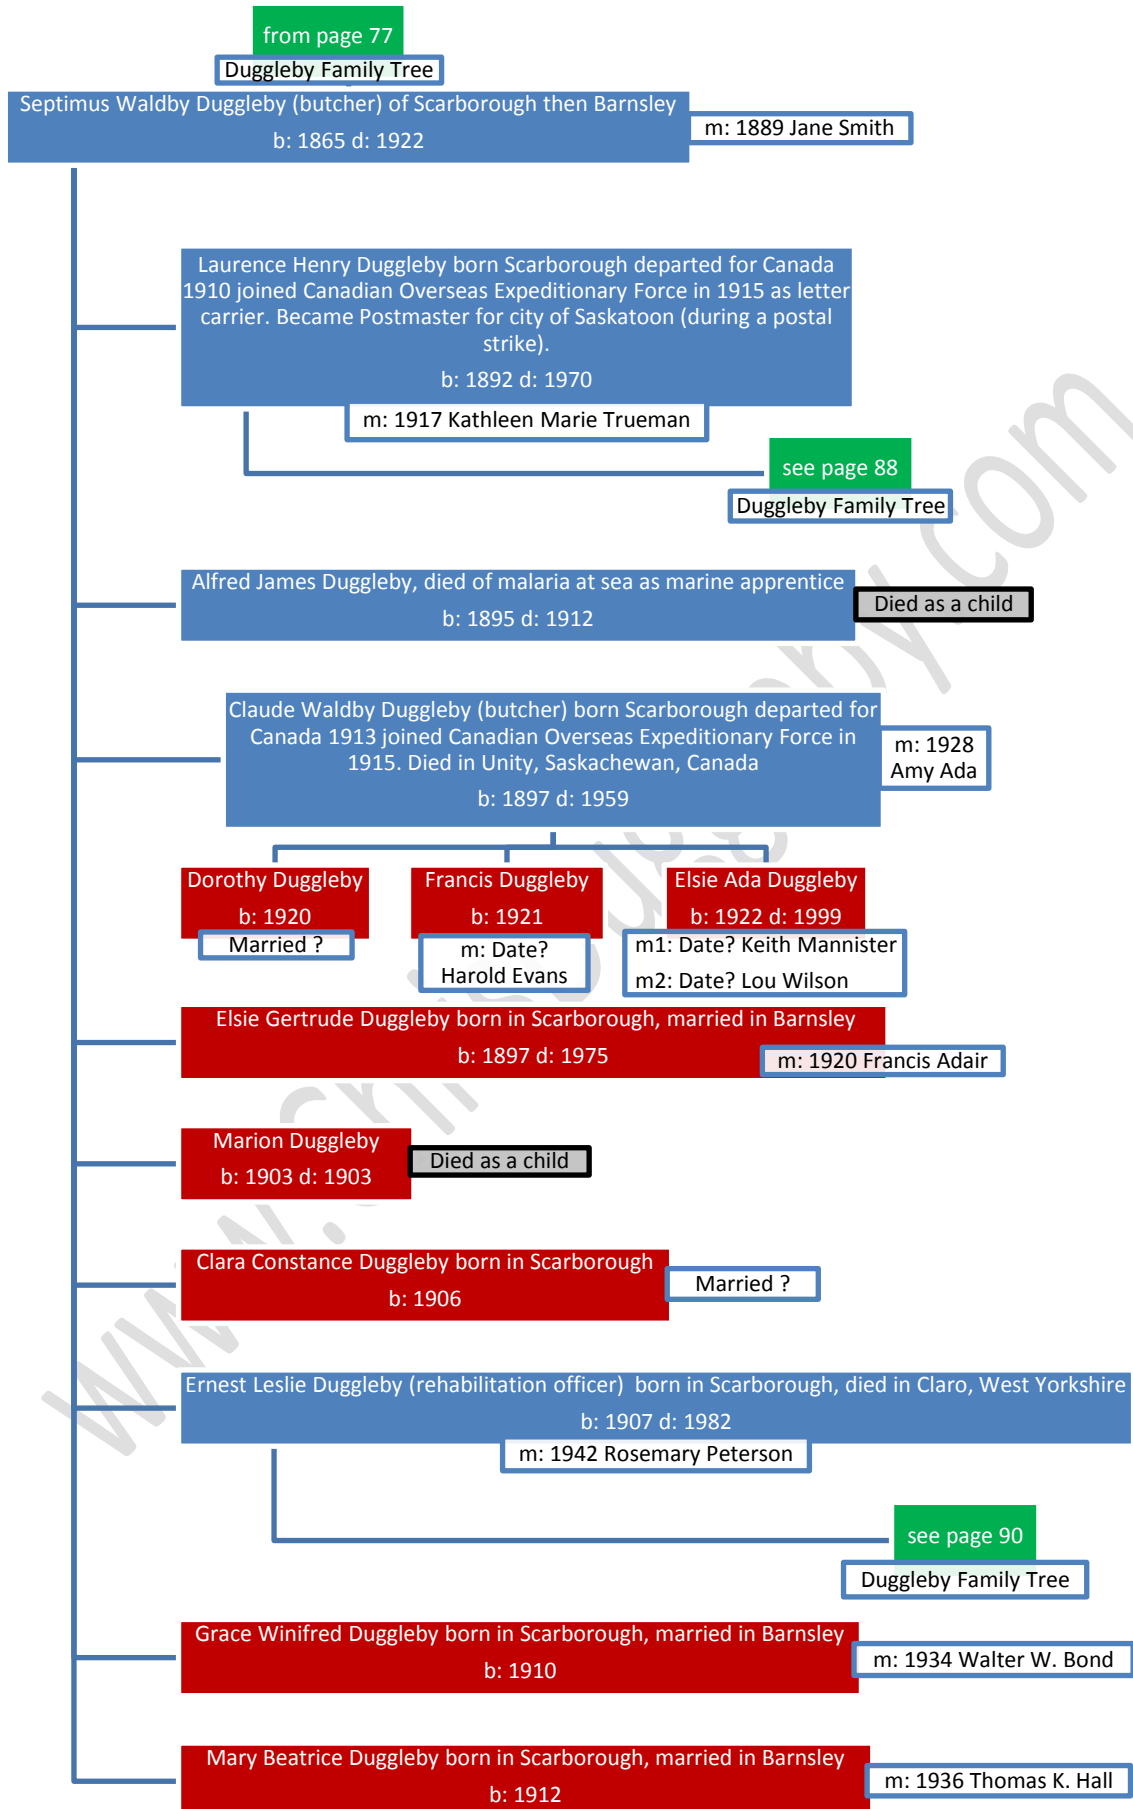 from page 77
Duggleby Family Tree
Septimus Waldby Duggleby (butcher) of Scarborough then Barnsley
b: 1865 d: 1922
m: 1889 Jane Smith
Laurence Henry Duggleby born Scarborough departed for Canada
1910 joined Canadian Overseas Expeditionary Force in 1915 as letter
carrier. Became Postmaster for city of Saskatoon (during a postal
strike).
b: 1892 d: 1970
m: 1917 Kathleen Marie Trueman
see page 88
Duggleby Family Tree
Alfred James Duggleby, died of malaria at sea as marine apprentice
b: 1895 d: 1912
Died as a child
Claude Waldby Duggleby (butcher) born Scarborough departed for
Canada 1913 joined Canadian Overseas Expeditionary Force in
1915. Died in Unity, Saskachewan, Canada
b: 1897 d: 1959
m: 1928
Amy Ada
Dorothy Duggleby
b: 1920
Married ?
Francis Duggleby
b: 1921
m: Date?
Harold Evans
Elsie Ada Duggleby
b: 1922 d: 1999
m1: Date? Keith Mannister
m2: Date? Lou Wilson
Elsie Gertrude Duggleby born in Scarborough, married in Barnsley
b: 1897 d: 1975
m: 1920 Francis Adair
Marion Duggleby
b: 1903 d: 1903
Died as a child
Clara Constance Duggleby born in Scarborough
b: 1906
Married ?
Ernest Leslie Duggleby (rehabilitation officer) born in Scarborough, died in Claro, West Yorkshire
b: 1907 d: 1982
m: 1942 Rosemary Peterson
see page 90
Duggleby Family Tree
Grace Winifred Duggleby born in Scarborough, married in Barnsley
b: 1910
m: 1934 Walter W. Bond
Mary Beatrice Duggleby born in Scarborough, married in Barnsley
b: 1912
m: 1936 Thomas K. Hall